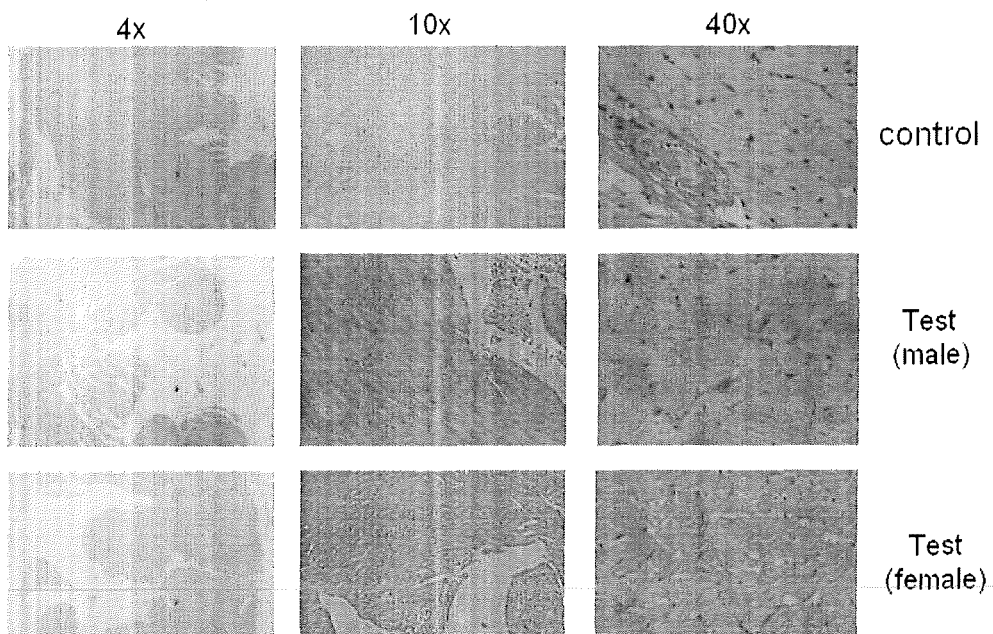 4x 10x 40x
control
Test
(male)
Test
(female)